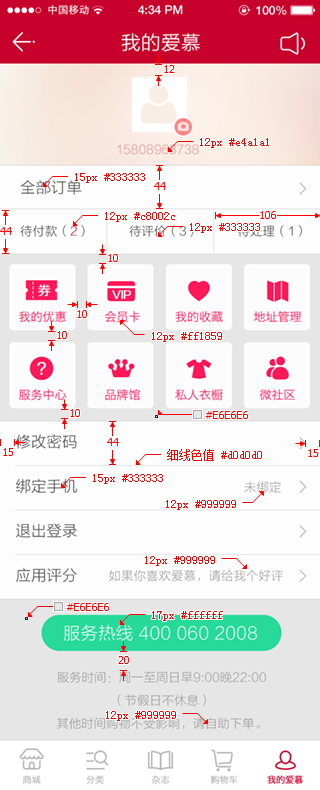 中国移动 4:34 PM 100%
我的爱慕
12
12px #e4a1a1
15px #333333
全部订单
44
12px #c8002c
12px #333333
106
44
待付款（2） 待评价（3） 待处理（1）
10
券 VIP
我的优惠 会员卡 我的收藏 地址管理
10
10
12px #ff1859
?
服务中心 品牌馆 私人衣橱 微社区
10
#E6E6E6
修改密码
44
15
15
细线色值 #d0d0d0
15px #333333
绑定手机 未绑定
12px #999999
退出登录
12px #999999
应用评分 如果你喜欢爱慕，请给我个好评
#E6E6E6
17px #ffffff
服务热线 400 060 2008
20
服务时间：周一至周日早9:00晚22:00
（节假日不休息）
12px #999999
其他时间购物不受影响，请自助下单。
商城 分类 杂志 购物车 我的爱慕